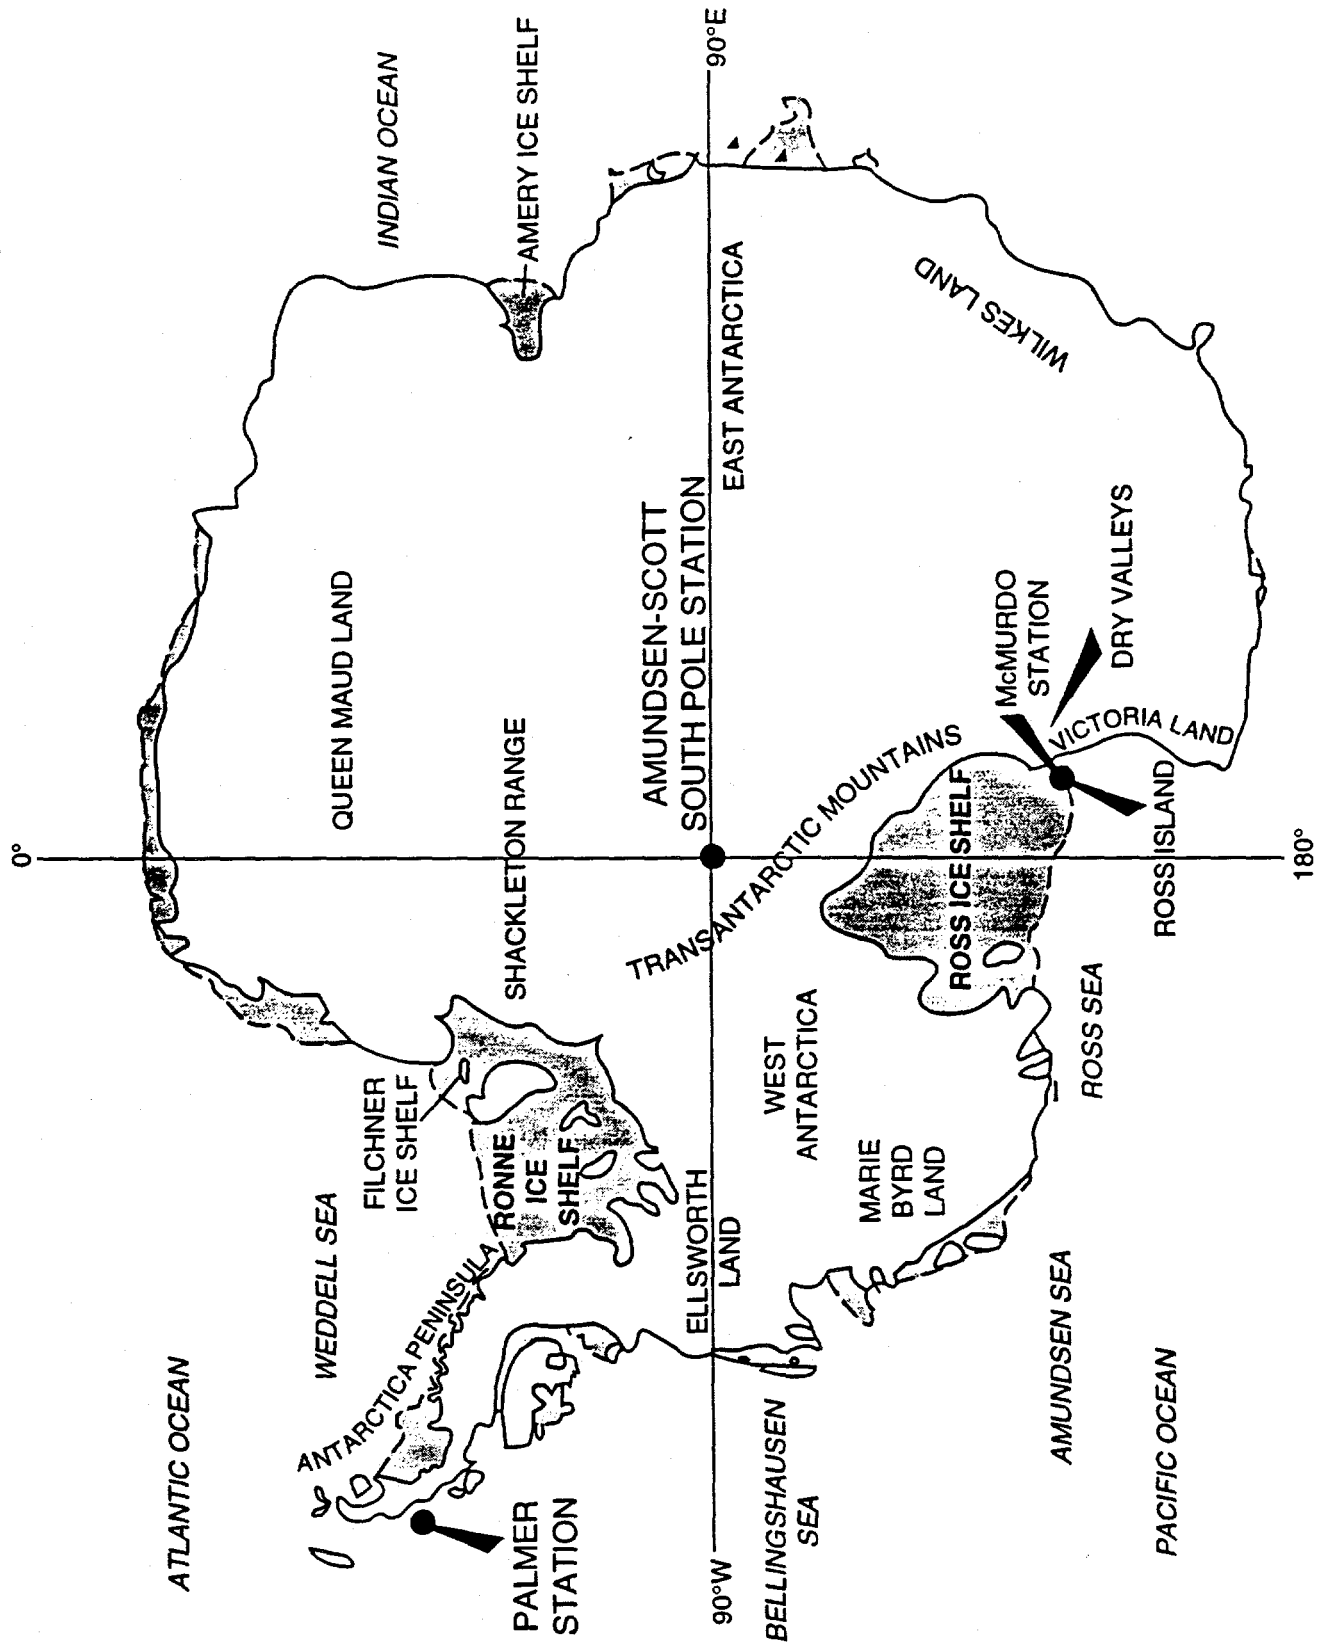 0°
ATLANTIC OCEAN
INDIAN OCEAN
WEDDELL SEA
QUEEN MAUD LAND
FILCHNER
ICE SHELF
ANTARCTICA PENINSULA
AMERY ICE SHELF
SHACKLETON RANGE
RONNE
ICE
SHELF
PALMER
STATION
AMUNDSEN-SCOTT
SOUTH POLE STATION
90°W
90°E
ELLSWORTH
LAND
EAST ANTARCTICA
TRANSANTARCTIC MOUNTAINS
BELLINGSHAUSEN
SEA
WEST
ANTARCTICA
MARIE
BYRD
LAND
ROSS ICE SHELF
WILKES LAND
McMURDO
STATION
AMUNDSEN SEA
ROSS SEA
DRY VALLEYS
VICTORIA LAND
PACIFIC OCEAN
ROSS ISLAND
180°